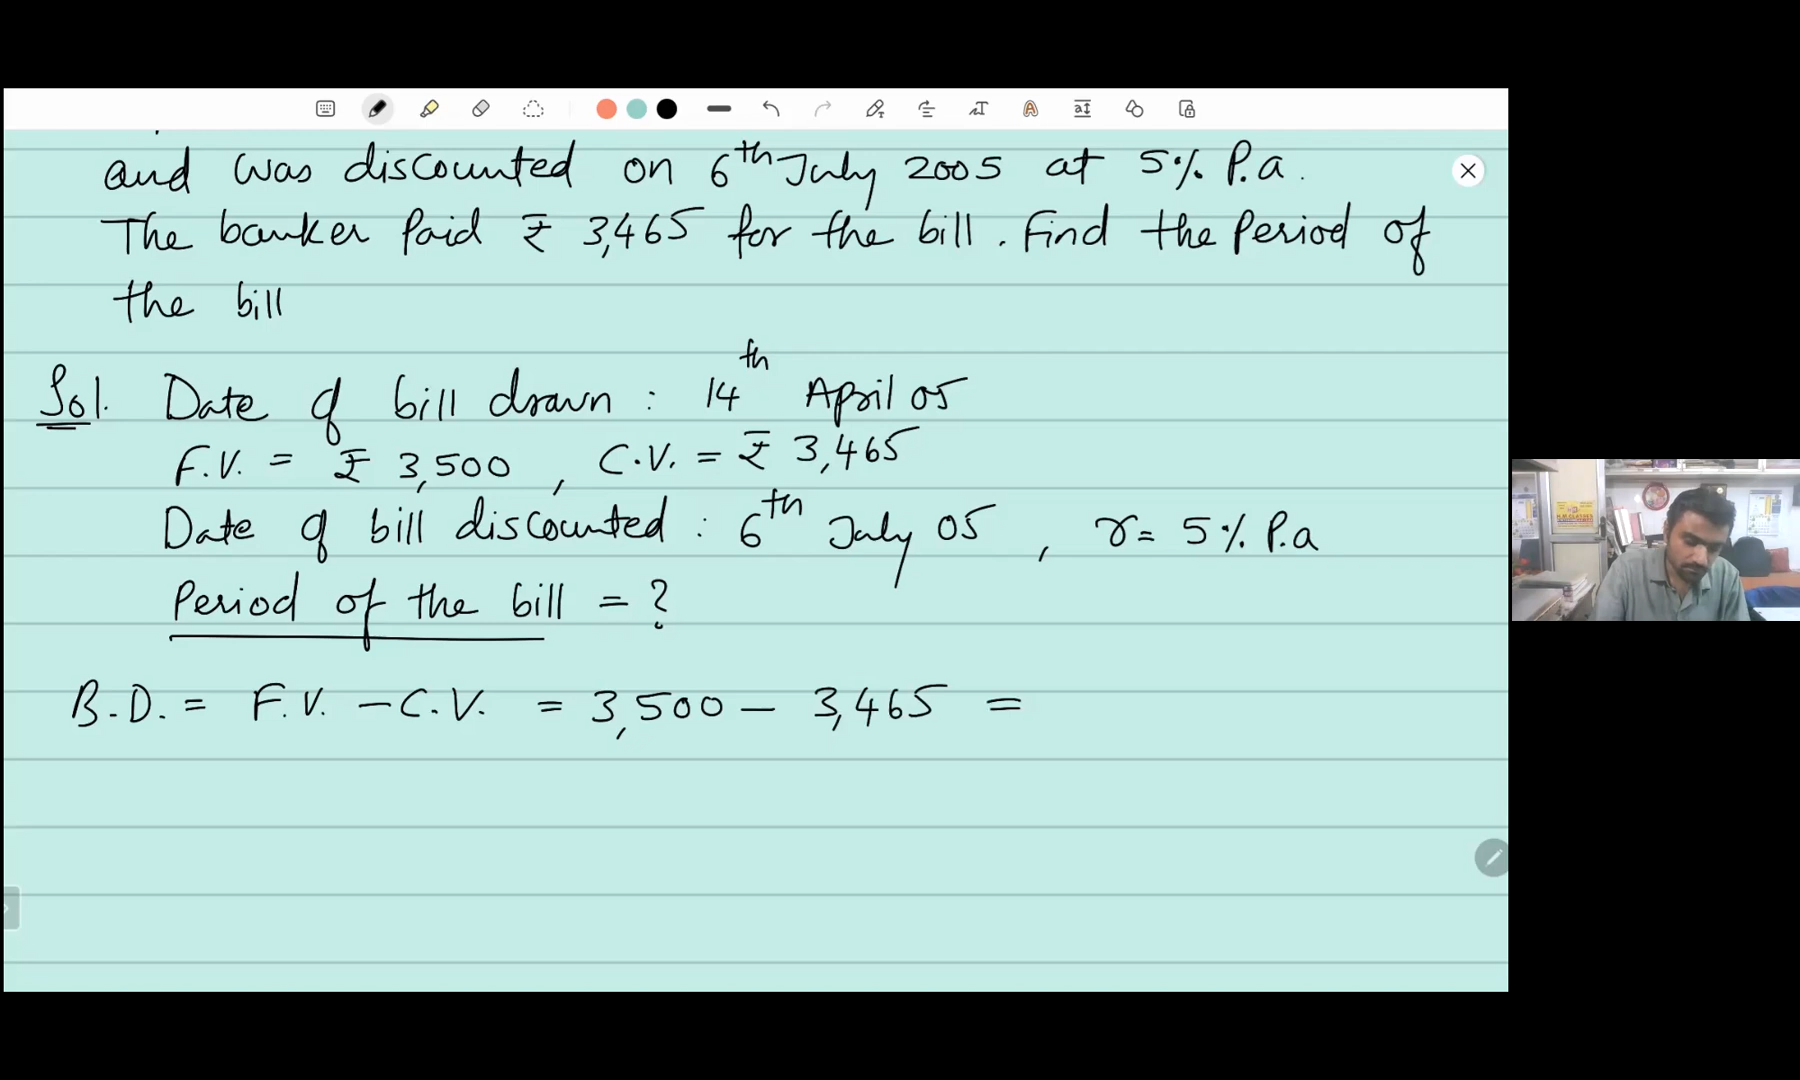 and was discounted on 6th July 2005 at 5% P.a.
The banker Paid ₹ 3,465 for the bill. Find the Period of
the bill
Sol. Date of bill drawn : 14th April 05
F.V. = ₹ 3,500 , C.V. = ₹ 3,465
Date of bill discounted : 6th July 05 , r = 5% P.a
Period of the bill = ?
B.D. = F.V. - C.V. = 3,500 - 3,465 =